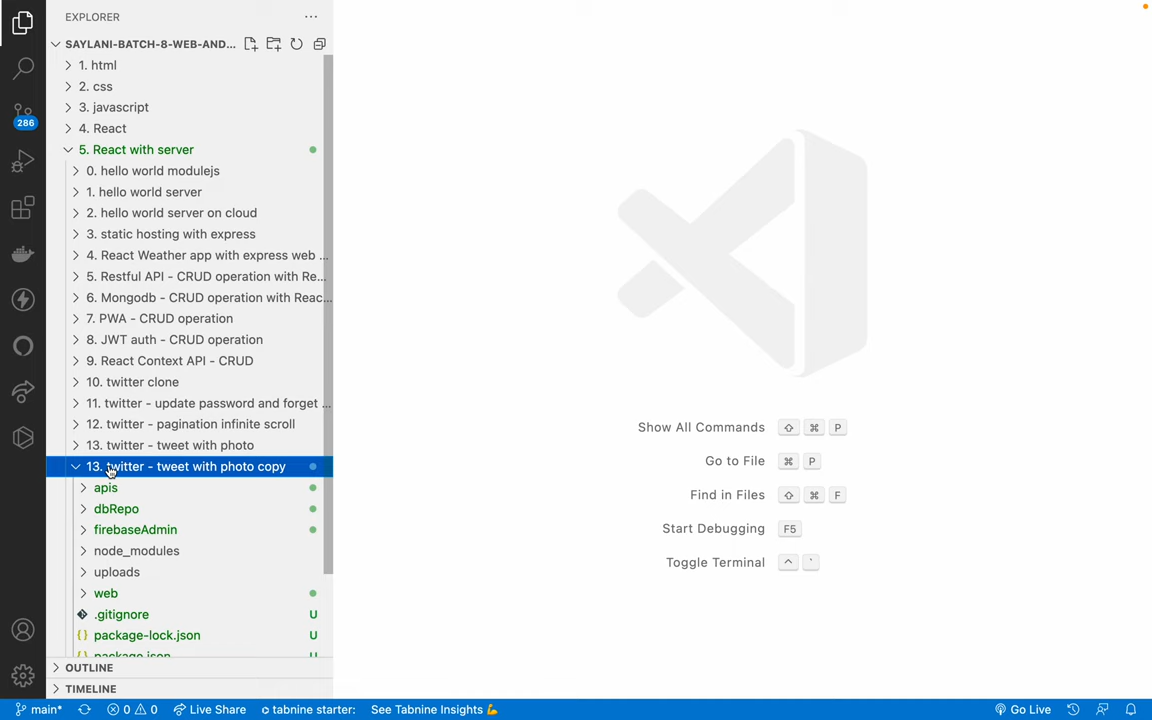 EXPLORER
SAYLANI-BATCH-8-WEB-AND...
1. html
2. css
3. javascript
4. React
286
5. React with server
0. hello world modulejs
1. hello world server
2. hello world server on cloud
3. static hosting with express
4. React Weather app with express web ...
5. Restful API - CRUD operation with Re...
6. Mongodb - CRUD operation with Reac...
7. PWA - CRUD operation
8. JWT auth - CRUD operation
9. React Context API - CRUD
10. twitter clone
11. twitter - update password and forget ...
12. twitter - pagination infinite scroll
13. twitter - tweet with photo
13. twitter - tweet with photo copy
apis
dbRepo
firebaseAdmin
node_modules
uploads
web
.gitignore U
package-lock.json U
package.json U
OUTLINE
TIMELINE
Show All Commands ⇧ ⌘ P
Go to File ⌘ P
Find in Files ⇧ ⌘ F
Start Debugging F5
Toggle Terminal ^ `
main* 0 0 Live Share tabnine starter: See Tabnine Insights 💪 Go Live